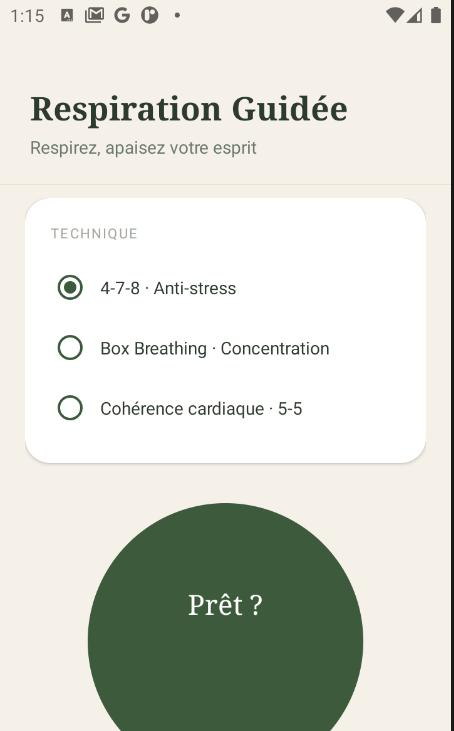 1:15
Respiration Guidée
Respirez, apaisez votre esprit
TECHNIQUE
4-7-8 · Anti-stress
Box Breathing · Concentration
Cohérence cardiaque · 5-5
Prêt ?